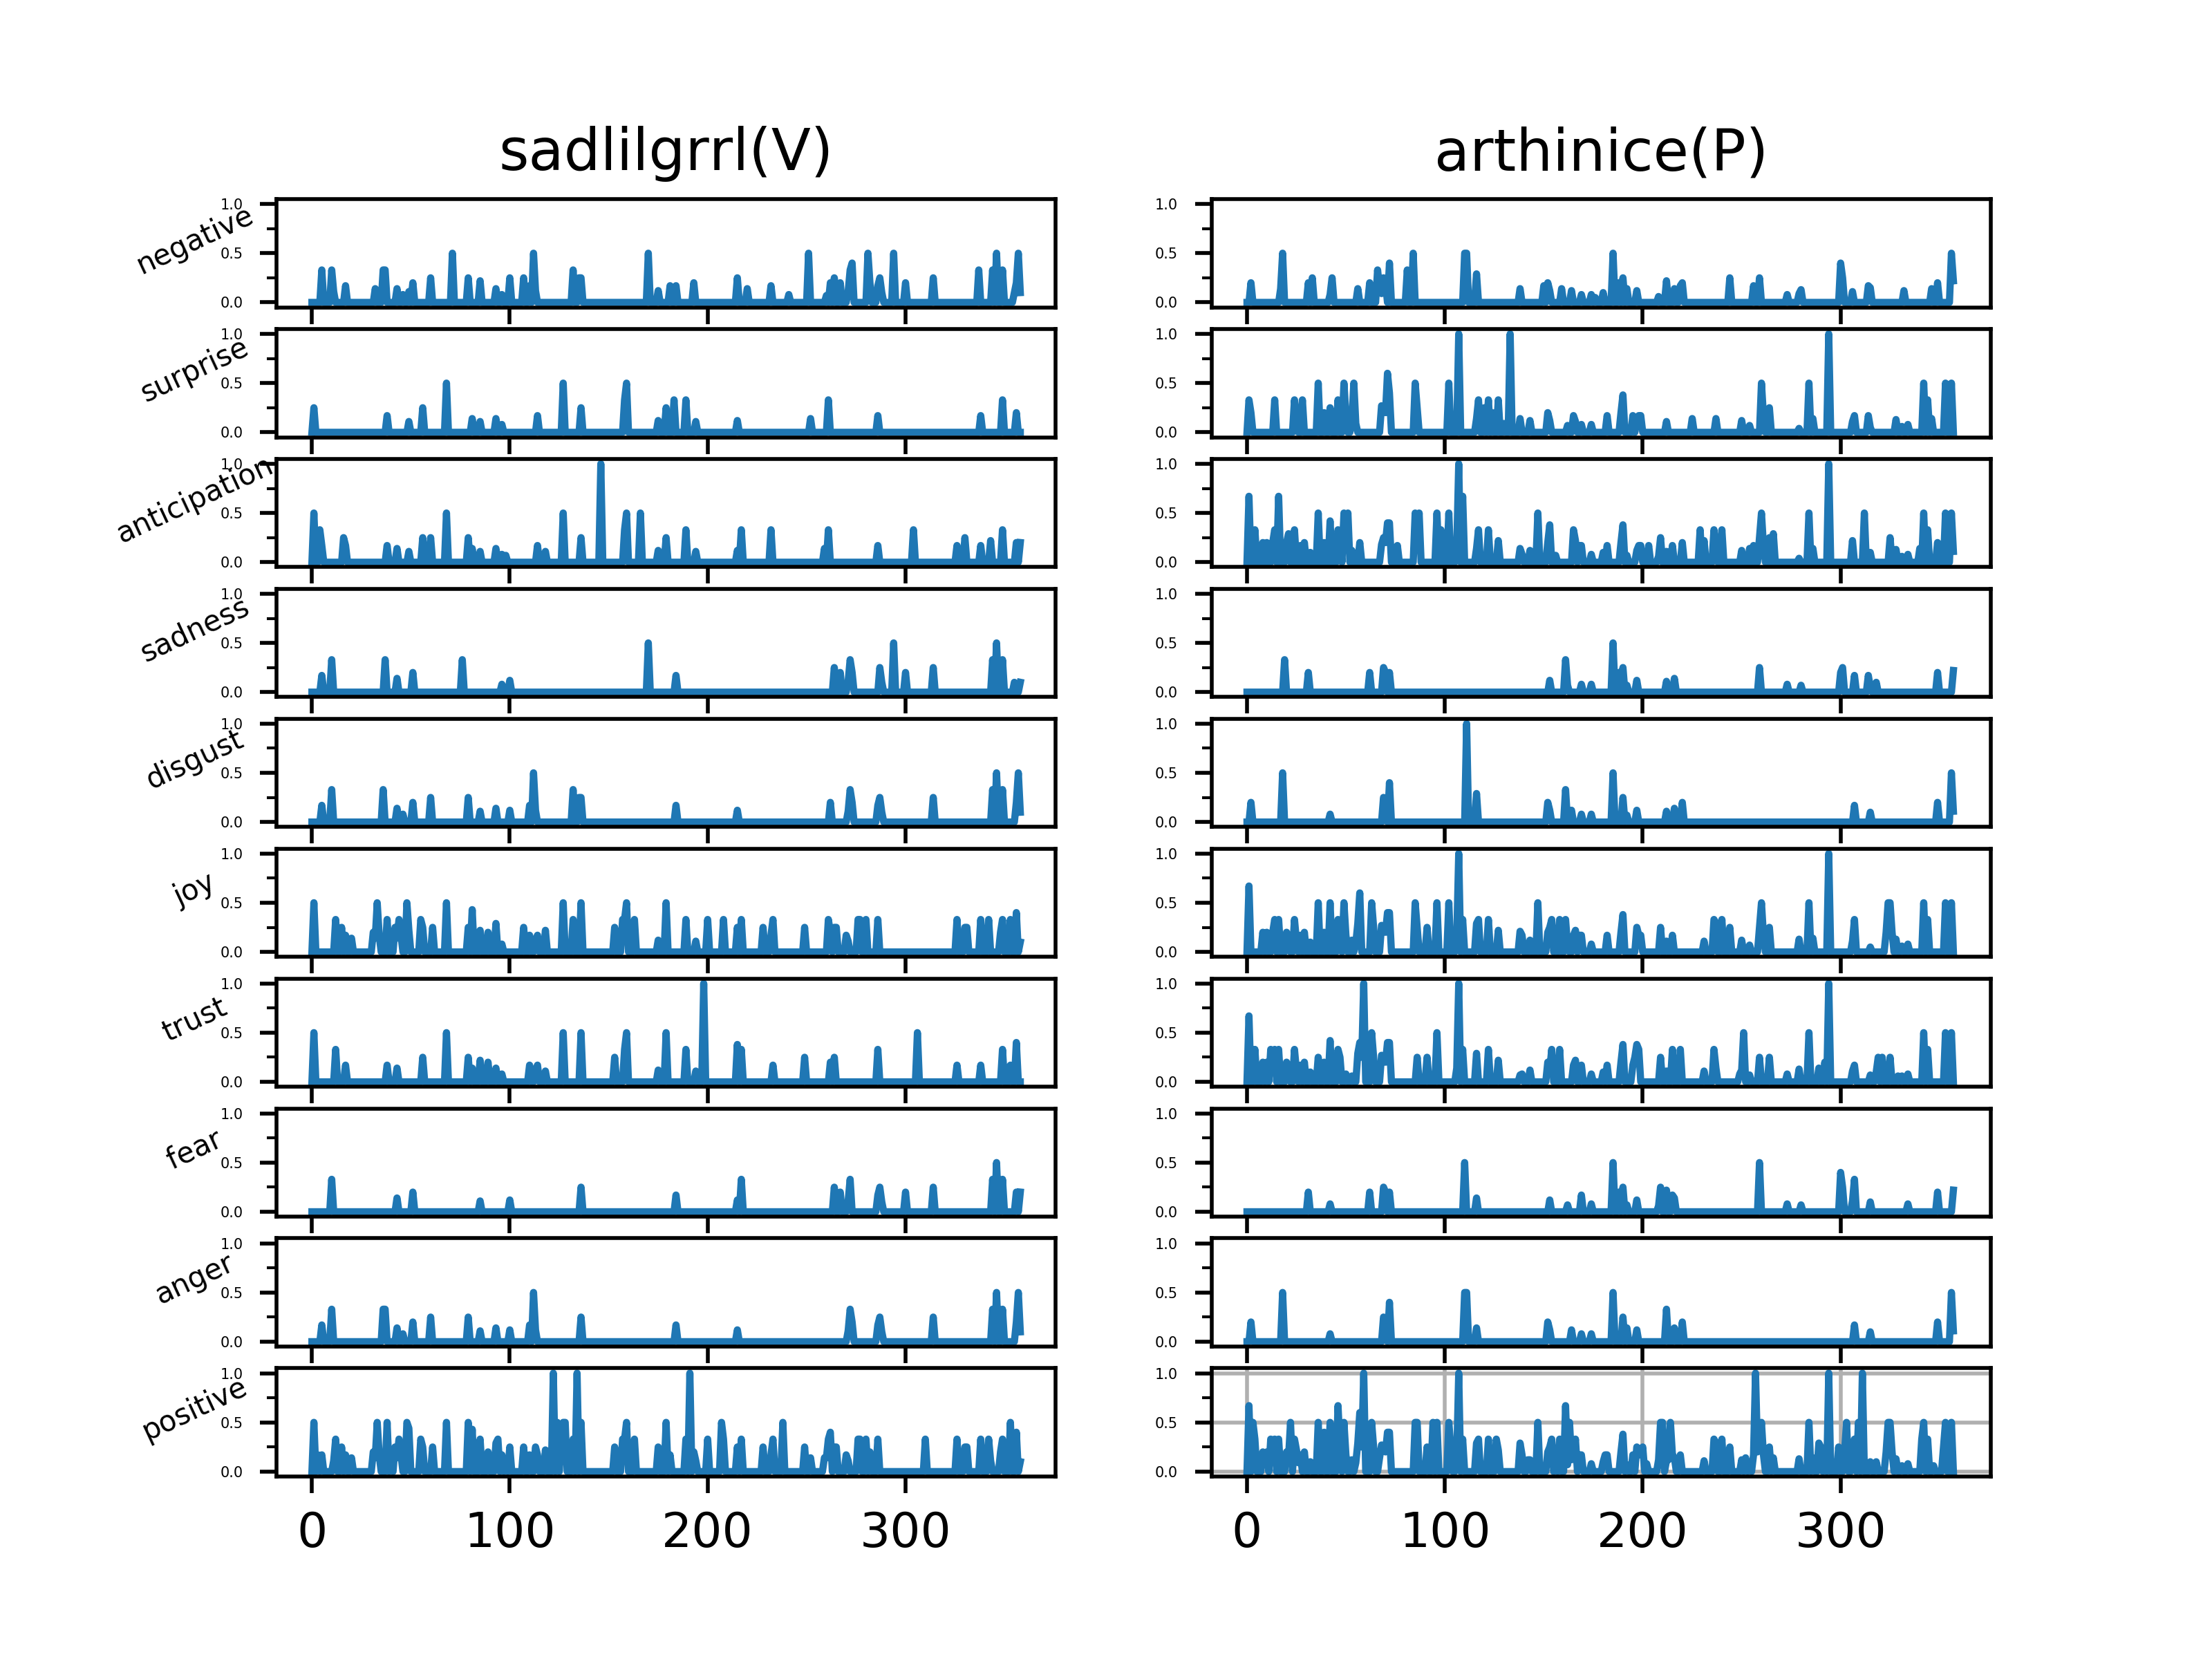 sadlilgrrl(V) arthinice(P)
negative 1.0 0.5 0.0 1.0 0.5 0.0
surprise 1.0 0.5 0.0 1.0 0.5 0.0
anticipation 1.0 0.5 0.0 1.0 0.5 0.0
sadness 1.0 0.5 0.0 1.0 0.5 0.0
disgust 1.0 0.5 0.0 1.0 0.5 0.0
joy 1.0 0.5 0.0 1.0 0.5 0.0
trust 1.0 0.5 0.0 1.0 0.5 0.0
fear 1.0 0.5 0.0 1.0 0.5 0.0
anger 1.0 0.5 0.0 1.0 0.5 0.0
positive 1.0 0.5 0.0 1.0 0.5 0.0
0 100 200 300 0 100 200 300